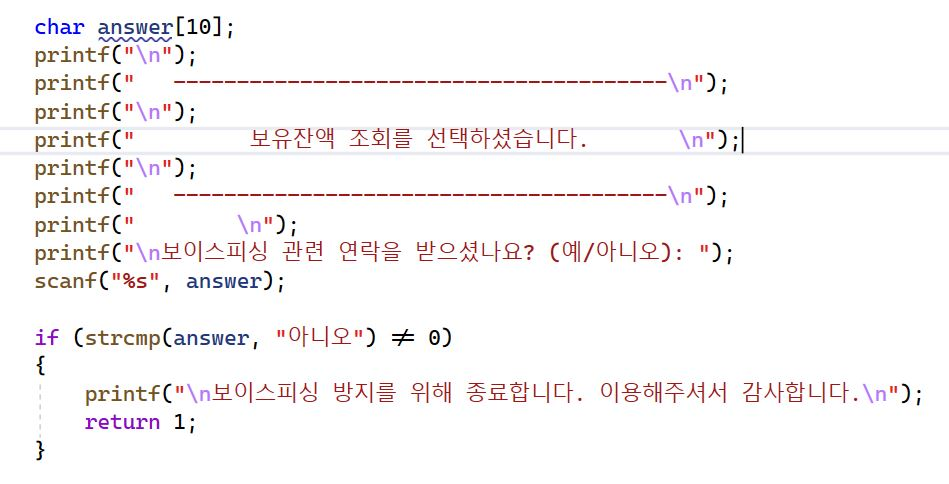 char answer[10];
printf("\n");
printf("   ---------------------------------------\n");
printf("\n");
printf("         보유잔액 조회를 선택하셨습니다.       \n");
printf("\n");
printf("   ---------------------------------------\n");
printf("        \n");
printf("\n보이스피싱 관련 연락을 받으셨나요? (예/아니오): ");
scanf("%s", answer);
if (strcmp(answer, "아니오") ≠ 0)
{
    printf("\n보이스피싱 방지를 위해 종료합니다. 이용해주셔서 감사합니다.\n");
    return 1;
}